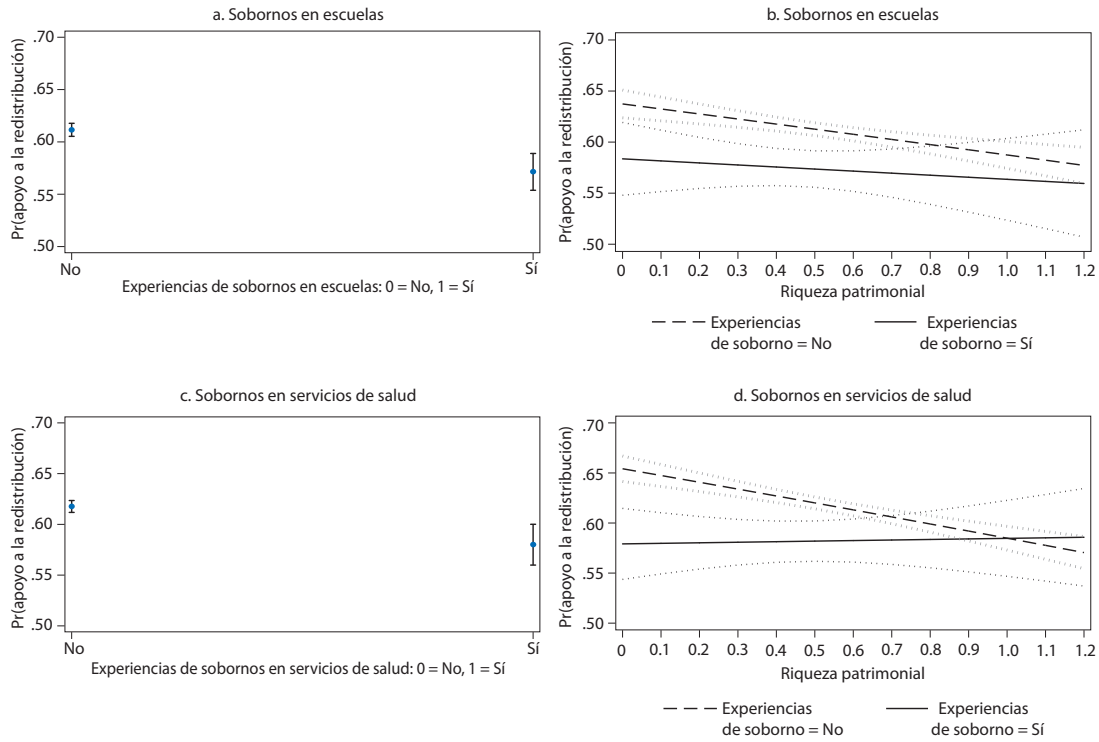 a. Sobornos en escuelas
Pr(apoyo a la redistribución)
.70
.65
.60
.55
.50
No
Sí
Experiencias de sobornos en escuelas: 0 = No, 1 = Sí
b. Sobornos en escuelas
Pr(apoyo a la redistribución)
.70
.65
.60
.55
.50
0 0.1 0.2 0.3 0.4 0.5 0.6 0.7 0.8 0.9 1.0 1.1 1.2
Riqueza patrimonial
Experiencias
de soborno = No
Experiencias
de soborno = Sí
c. Sobornos en servicios de salud
Pr(apoyo a la redistribución)
.70
.65
.60
.55
.50
No
Sí
Experiencias de sobornos en servicios de salud: 0 = No, 1 = Sí
d. Sobornos en servicios de salud
Pr(apoyo a la redistribución)
.70
.65
.60
.55
.50
0 0.1 0.2 0.3 0.4 0.5 0.6 0.7 0.8 0.9 1.0 1.1 1.2
Riqueza patrimonial
Experiencias
de soborno = No
Experiencias
de soborno = Sí